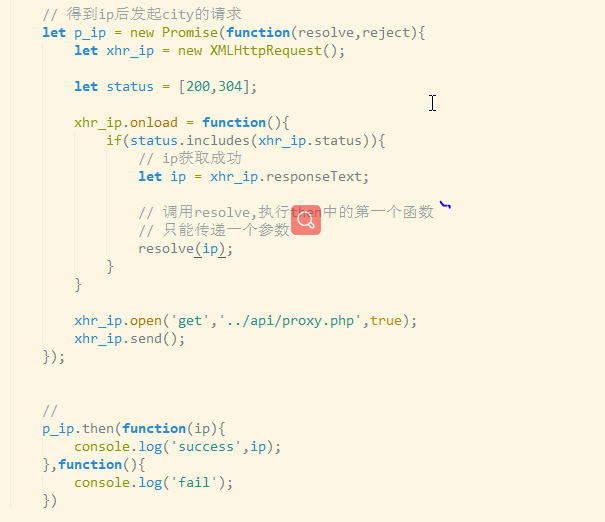 // 得到ip后发起city的请求
let p_ip = new Promise(function(resolve,reject){
let xhr_ip = new XMLHttpRequest();
let status = [200,304];
xhr_ip.onload = function(){
if(status.includes(xhr_ip.status)){
// ip获取成功
let ip = xhr_ip.responseText;
// 调用resolve,执行then中的第一个函数
// 只能传递一个参数
resolve(ip);
}
}
xhr_ip.open('get','../api/proxy.php',true);
xhr_ip.send();
});
//
p_ip.then(function(ip){
console.log('success',ip);
},function(){
console.log('fail');
})